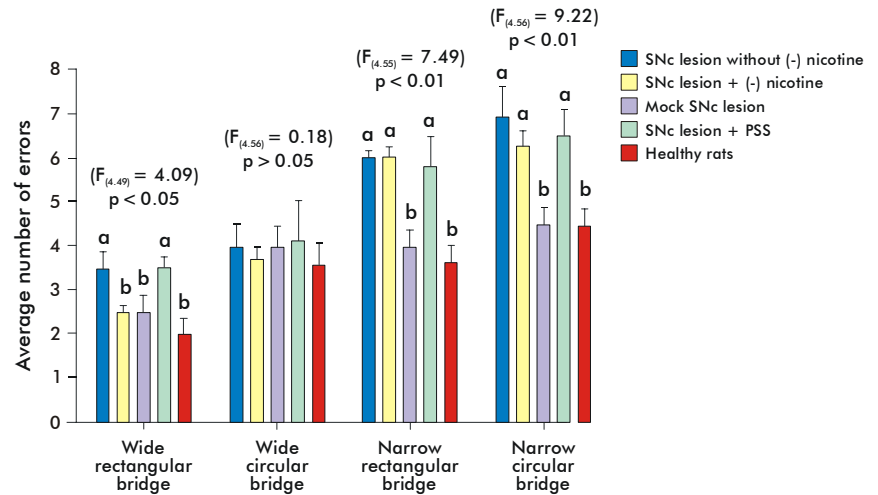 (F(4.56) = 9.22)
p < 0.01
(F(4.55) = 7.49)
p < 0.01
(F(4.56) = 0.18)
p > 0.05
(F(4.49) = 4.09)
p < 0.05
SNc lesion without (-) nicotine
SNc lesion + (-) nicotine
Mock SNc lesion
SNc lesion + PSS
Healthy rats
Average number of errors
8
7
6
5
4
3
2
1
0
a
b
b
a
b
a
a
b
a
b
a
a
b
a
b
Wide
rectangular
bridge
Wide
circular
bridge
Narrow
rectangular
bridge
Narrow
circular
bridge